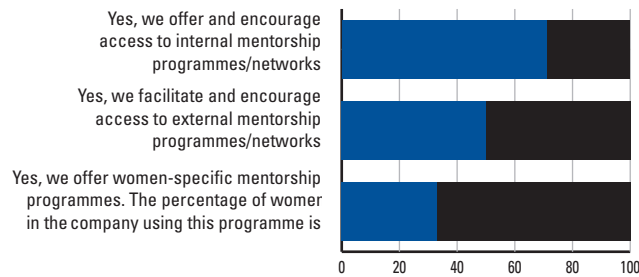 Yes, we offer and encourage
access to internal mentorship
programmes/networks
Yes, we facilitate and encourage
access to external mentorship
programmes/networks
Yes, we offer women-specific mentorship
programmes. The percentage of women
in the company using this programme is
0 20 40 60 80 100